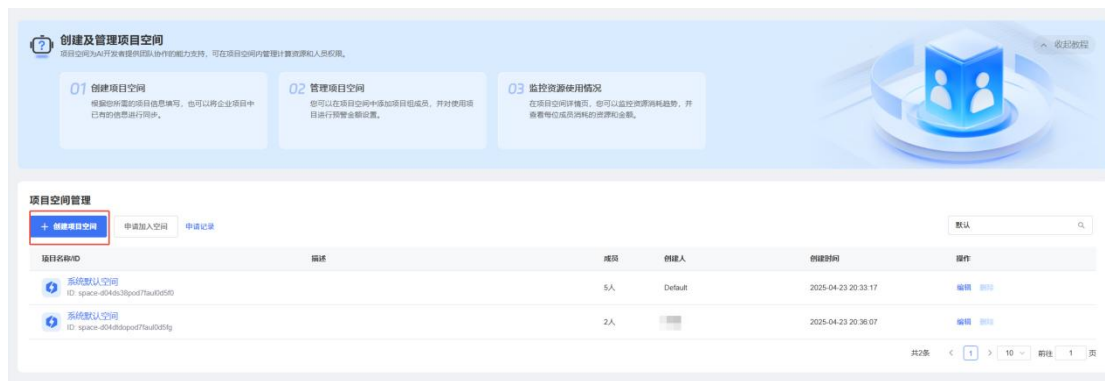 创建及管理项目空间
项目空间为AI开发者提供团队协作的能力支持，可在项目空间内管理计算资源和人员权限。
收起教程
01 创建项目空间
根据您所需的项目信息填写，也可以将企业项目中
已有的信息进行同步。
02 管理项目空间
您可以在项目空间中添加项目组成员，并对使用项
目进行预警金额设置。
03 监控资源使用情况
在项目空间详情页，您可以监控资源消耗趋势，并
查看每位成员消耗的资源和金额。
项目空间管理
+ 创建项目空间 申请加入空间 申请记录 默认
项目名称/ID 描述 成员 创建人 创建时间 操作
系统默认空间 5人 Default 2025-04-23 20:33:17 编辑 删除
ID: space-d04ds38pod7faul0d5f0
系统默认空间 2人 2025-04-23 20:36:07 编辑 删除
ID: space-d04dtdopod7faul0d5fg
共2条 < 1 > 10 前往 1 页